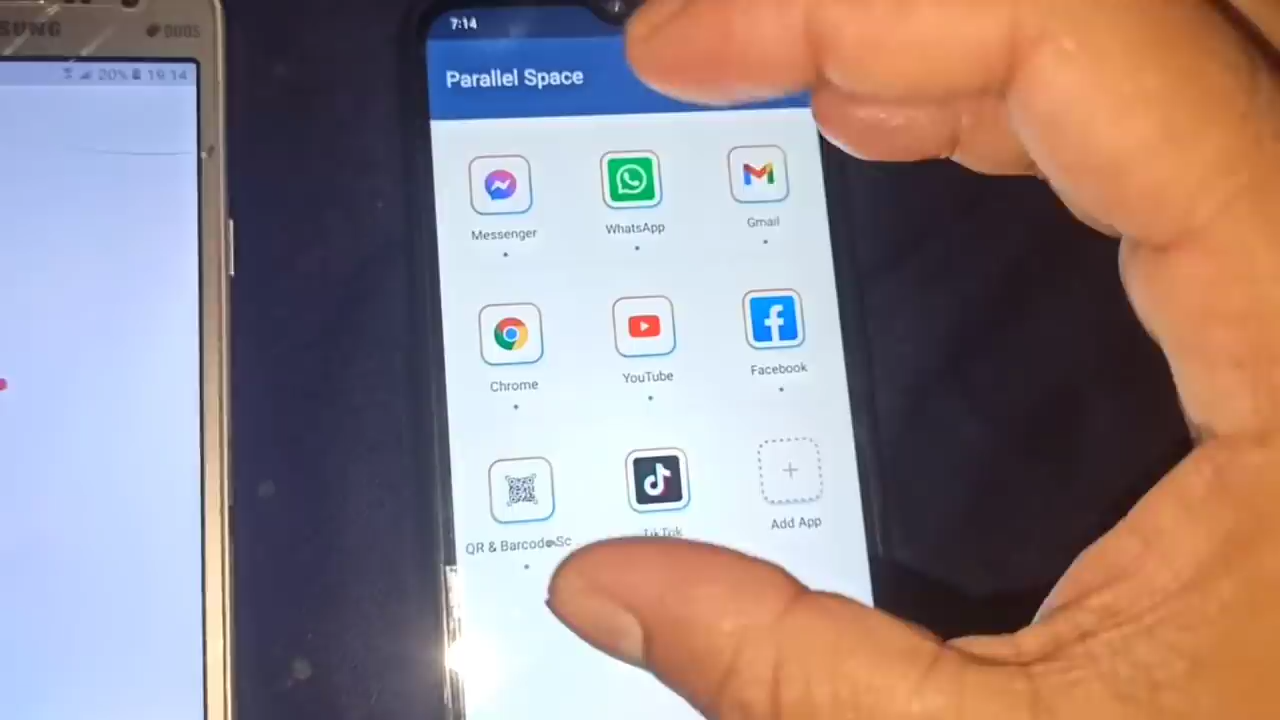 SUNG
DUOS
20% 19:14
7:14
Parallel Space
Messenger
WhatsApp
Gmail
Chrome
YouTube
Facebook
QR & Barcode Sc
TikTok
Add App